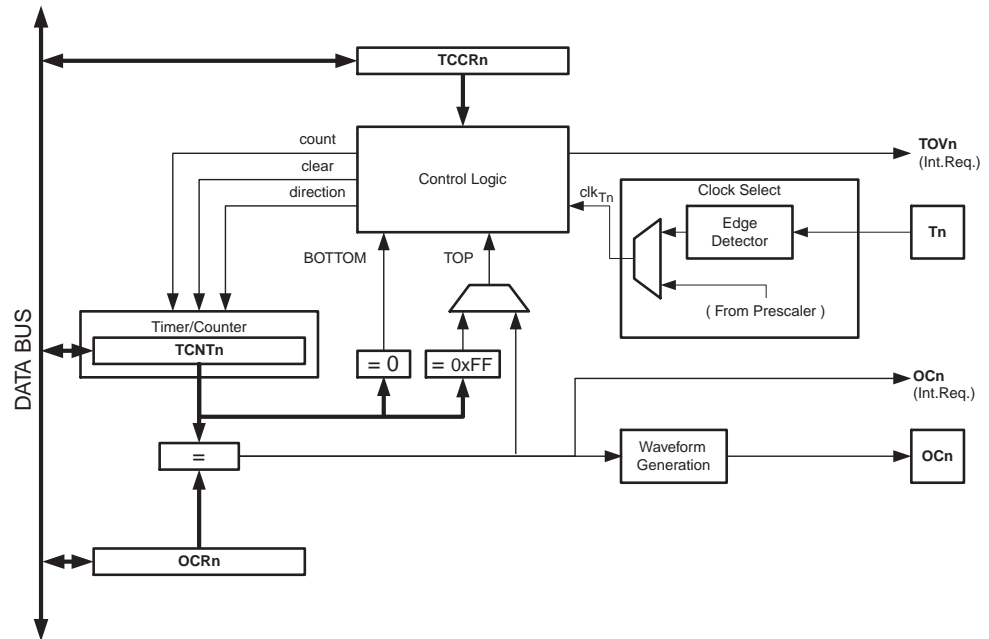 TCCRn
count
clear
direction
Control Logic
TOVn
(Int.Req.)
clkTn
Clock Select
Edge
Detector
Tn
( From Prescaler )
BOTTOM
TOP
DATA BUS
Timer/Counter
TCNTn
= 0
= 0xFF
OCn
(Int.Req.)
=
Waveform
Generation
OCn
OCRn